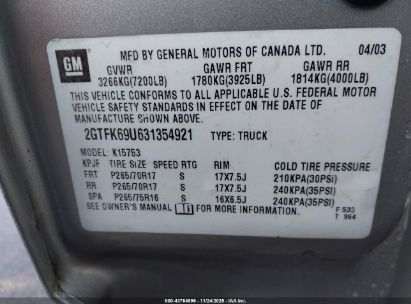 GM
MFD BY GENERAL MOTORS OF CANADA LTD. 04/03
GVWR GAWR FRT GAWR RR
3266KG(7200LB) 1780KG(3925LB) 1814KG(4000LB)
THIS VEHICLE CONFORMS TO ALL APPLICABLE U.S. FEDERAL MOTOR
VEHICLE SAFETY STANDARDS IN EFFECT ON THE DATE OF
MANUFACTURE SHOWN ABOVE.
2GTFK69U631354921 TYPE: TRUCK
MODEL: K15753
KPJF TIRE SIZE SPEED RTG RIM COLD TIRE PRESSURE
FRT P265/70R17 S 17X7.5J 210KPA(30PSI)
RR P265/70R17 S 17X7.5J 240KPA(35PSI)
SPA P265/75R16 S 16X6.5J 240KPA(35PSI)
SEE OWNER'S MANUAL FOR MORE INFORMATION.
F 533
T 964